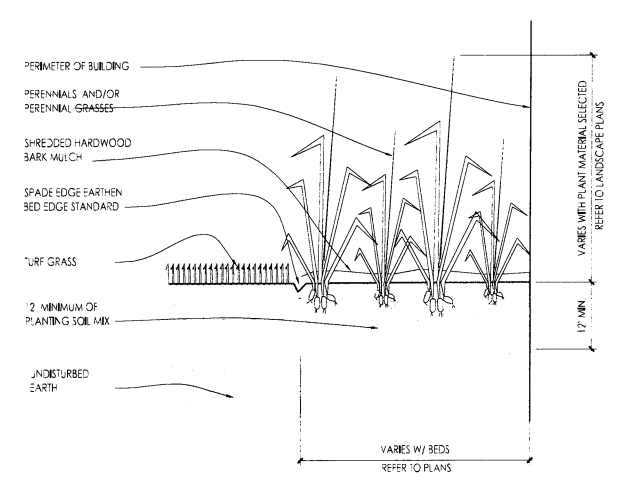 PERIMETER OF BUILDING
PERENNIALS AND/OR
PERENNIAL GRASSES
SHREDDED HARDWOOD
BARK MULCH
SPADE EDGE EARTHEN
BED EDGE STANDARD
TURF GRASS
12" MINIMUM OF
PLANTING SOIL MIX
UNDISTURBED
EARTH
VARIES W/ BEDS
REFER TO PLANS
VARIES WITH PLANT MATERIAL SELECTED
REFER TO LANDSCAPE PLANS
12" MIN.